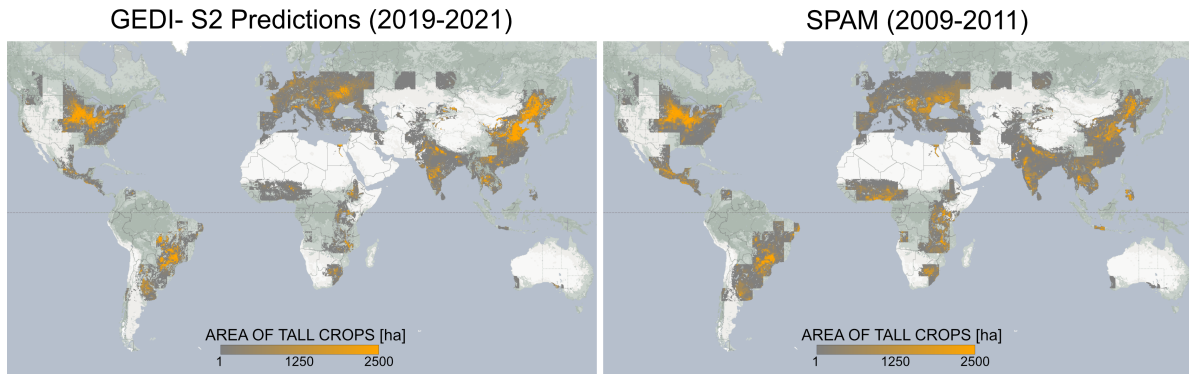 GEDI- S2 Predictions (2019-2021)
SPAM (2009-2011)
AREA OF TALL CROPS [ha]
1 1250 2500
AREA OF TALL CROPS [ha]
1 1250 2500